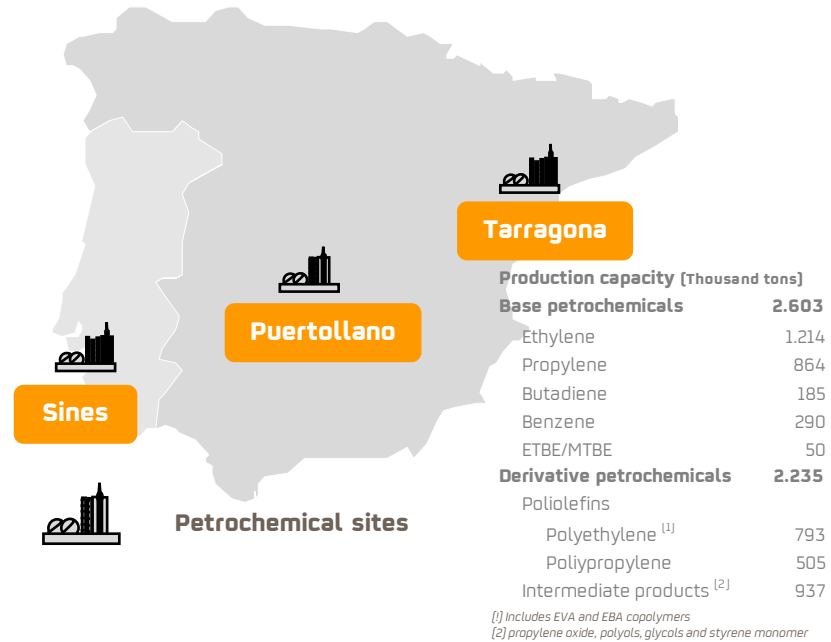 Tarragona
Puertollano
Sines
Petrochemical sites
Production capacity (Thousand tons)
Base petrochemicals 2.603
Ethylene 1.214
Propylene 864
Butadiene 185
Benzene 290
ETBE/MTBE 50
Derivative petrochemicals 2.235
Poliolefins
Polyethylene [1] 793
Poliypropylene 505
Intermediate products [2] 937
[!] Includes EVA and EBA copolymers
[2] propylene oxide, polyols, glycols and styrene monomer